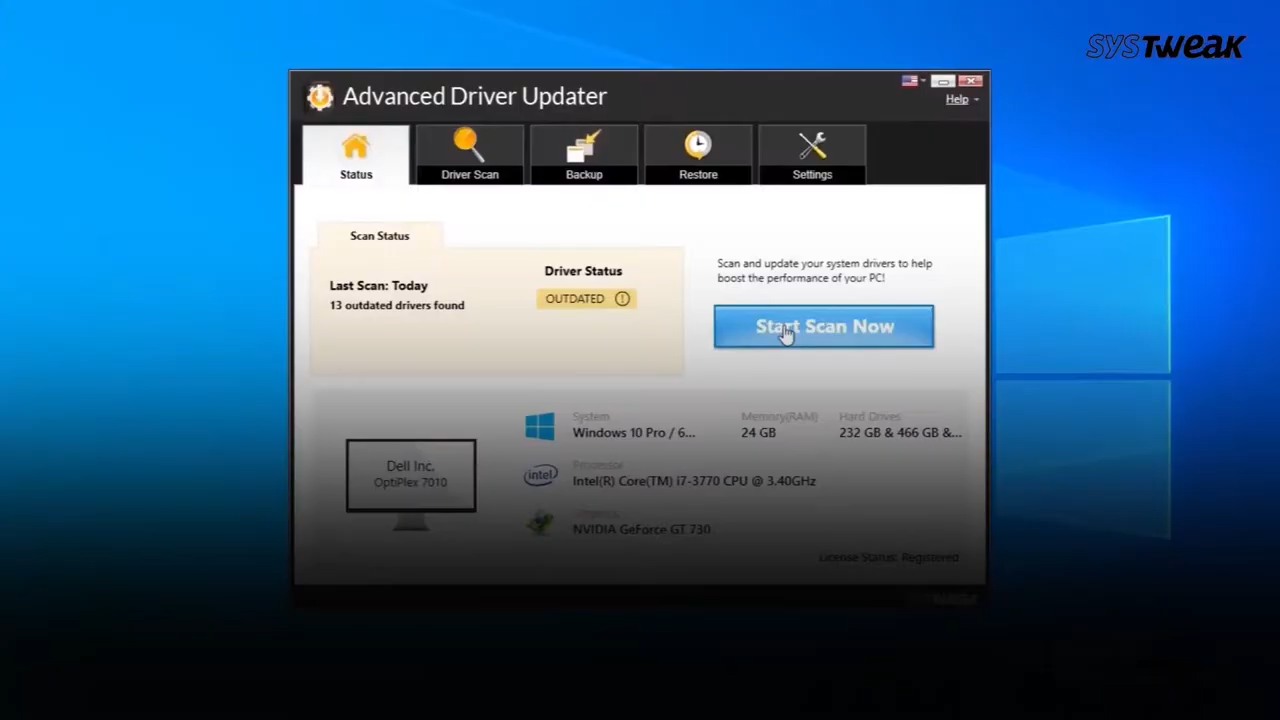 SYSTWEAK
Advanced Driver Updater
Help
Status
Driver Scan
Backup
Restore
Settings
Scan Status
Last Scan: Today
13 outdated drivers found
Driver Status
OUTDATED
Scan and update your system drivers to help
boost the performance of your PC!
Start Scan Now
Dell Inc.
OptiPlex 7010
System
Windows 10 Pro / 6...
Memory(RAM)
24 GB
Hard Drives
232 GB & 466 GB &...
intel
Processor
Intel(R) Core(TM) i7-3770 CPU @ 3.40GHz
Graphics
NVIDIA GeForce GT 730
License Status: Registered